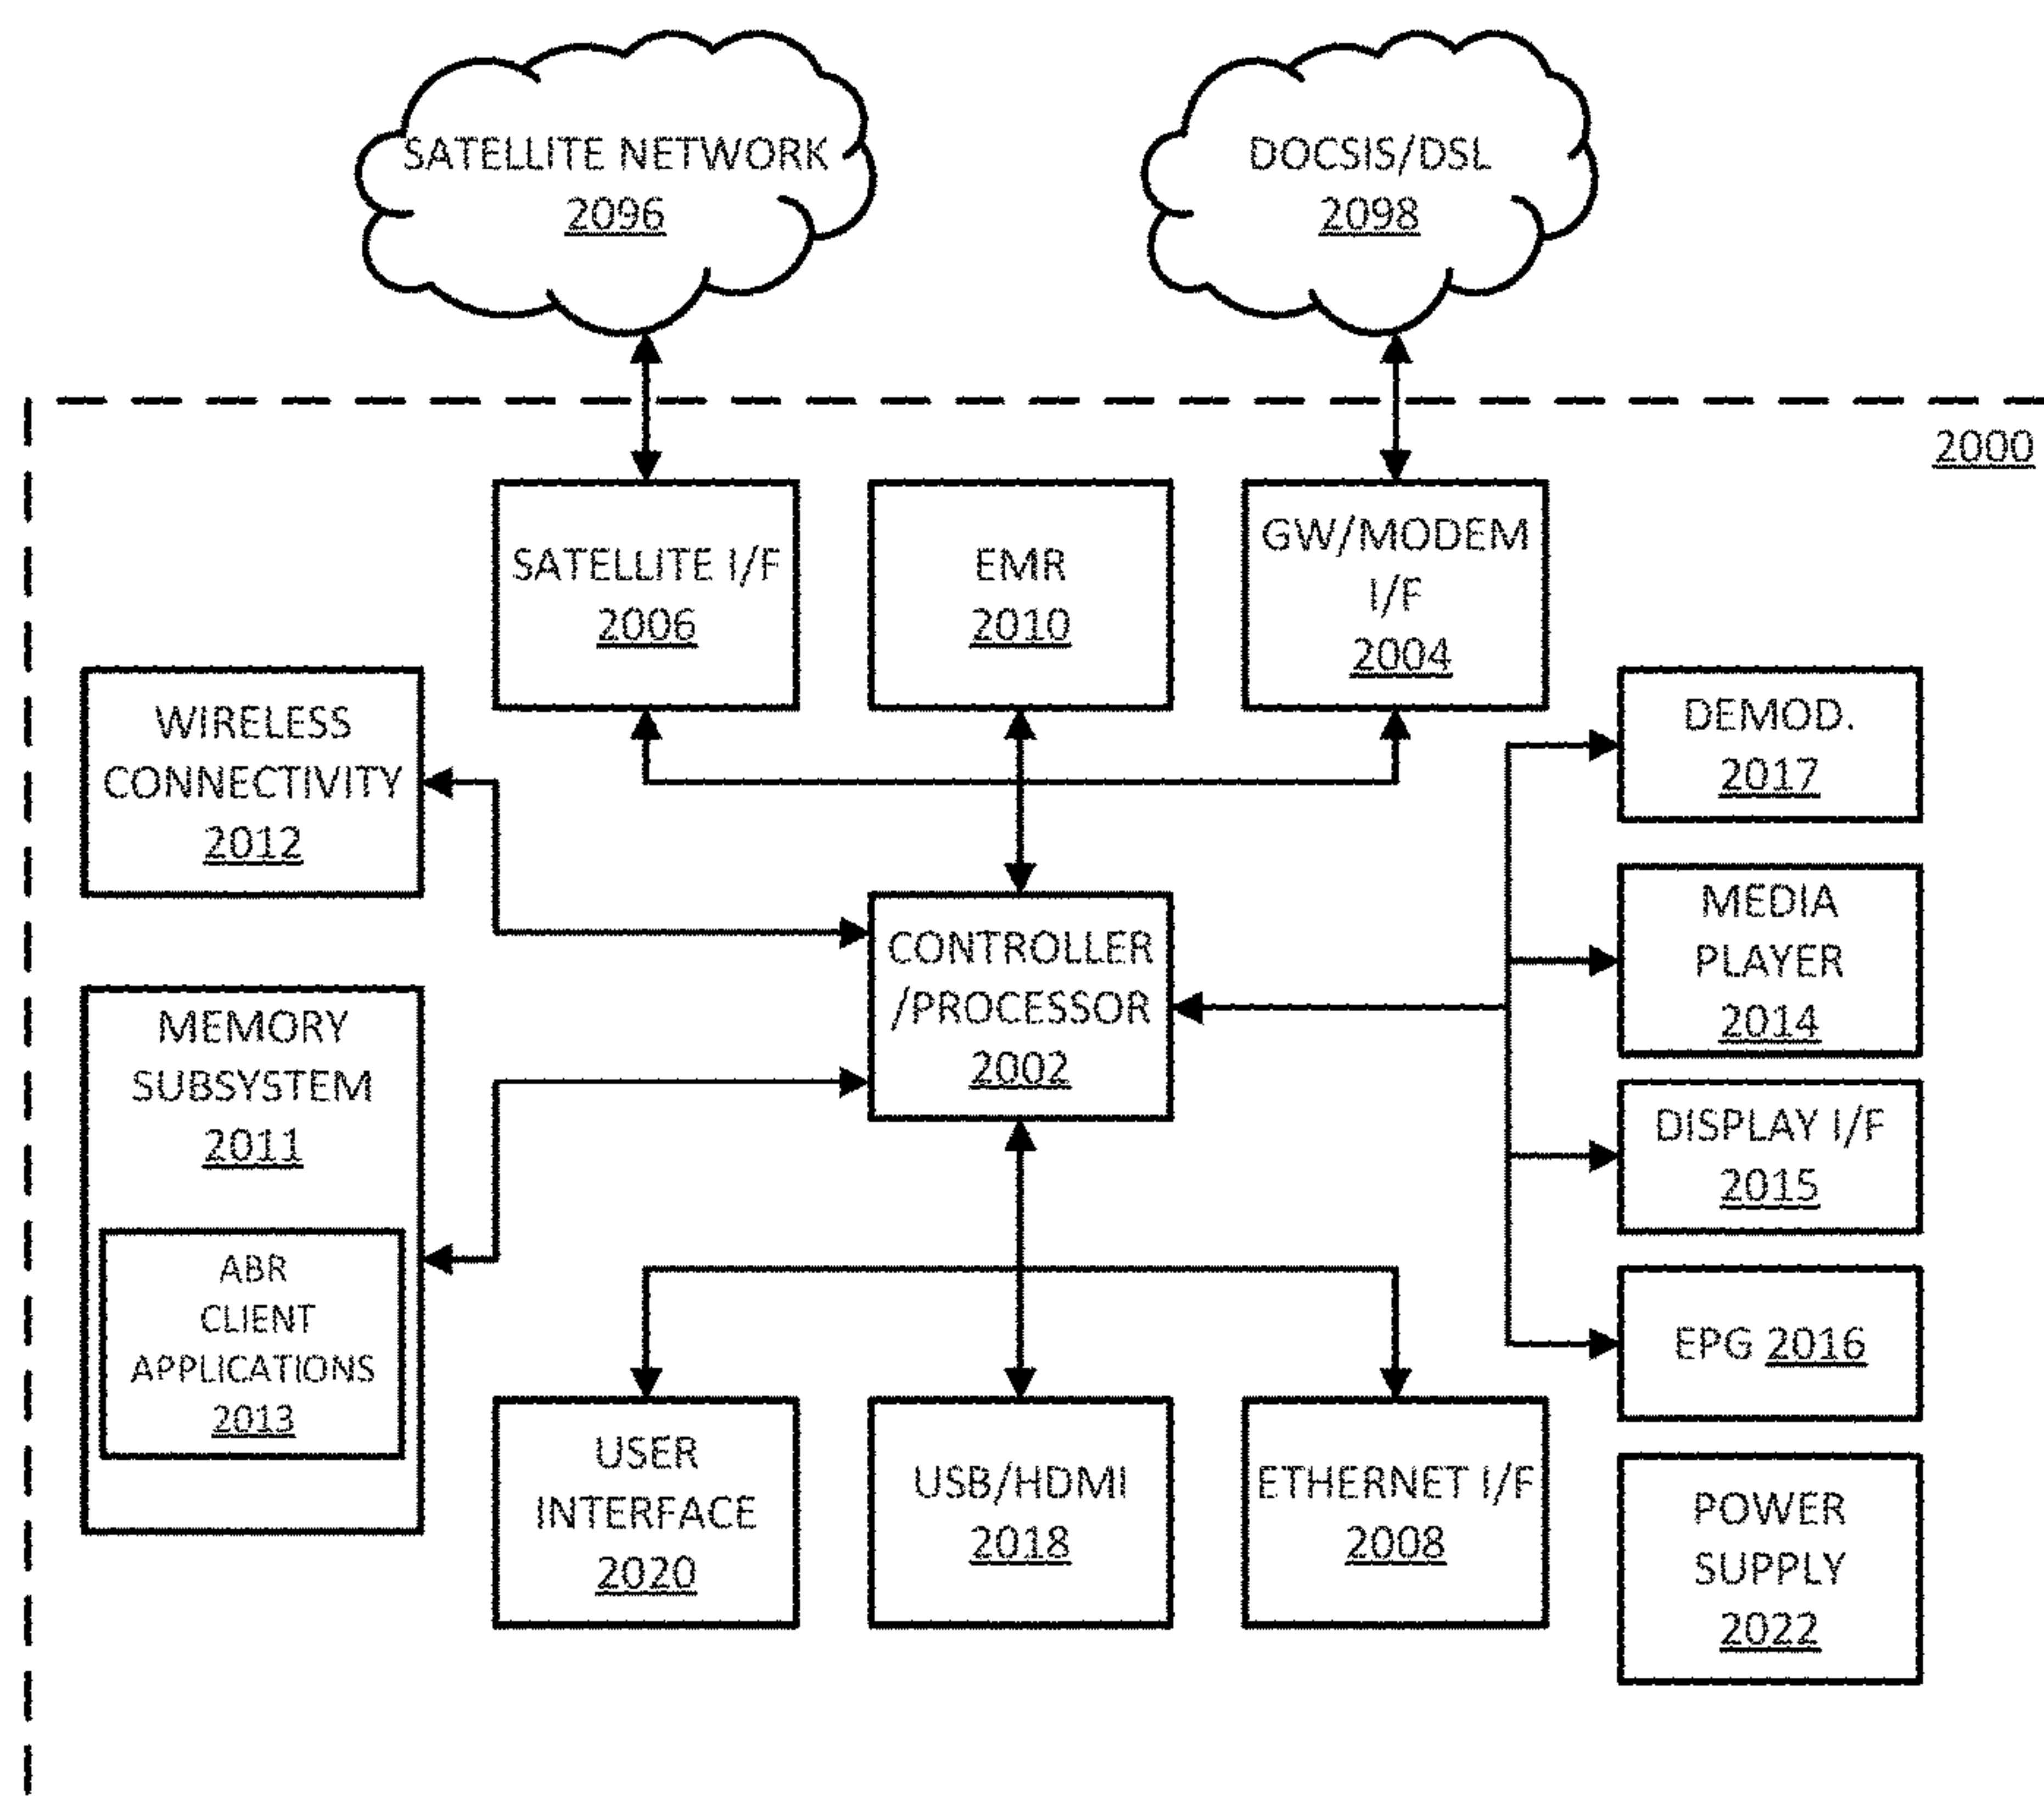 SATELLITE NETWORK
2096
DOCSIS/DSL
2098
2000
SATELLITE I/F
2006
EMR
2010
GW/MODEM
I/F
2004
WIRELESS
CONNECTIVITY
2012
DEMOD.
2017
MEDIA
PLAYER
2014
CONTROLLER
/PROCESSOR
2002
MEMORY
SUBSYSTEM
2011
ABR
CLIENT
APPLICATIONS
2013
DISPLAY I/F
2015
EPG 2016
USER
INTERFACE
2020
USB/HDMI
2018
ETHERNET I/F
2008
POWER
SUPPLY
2022